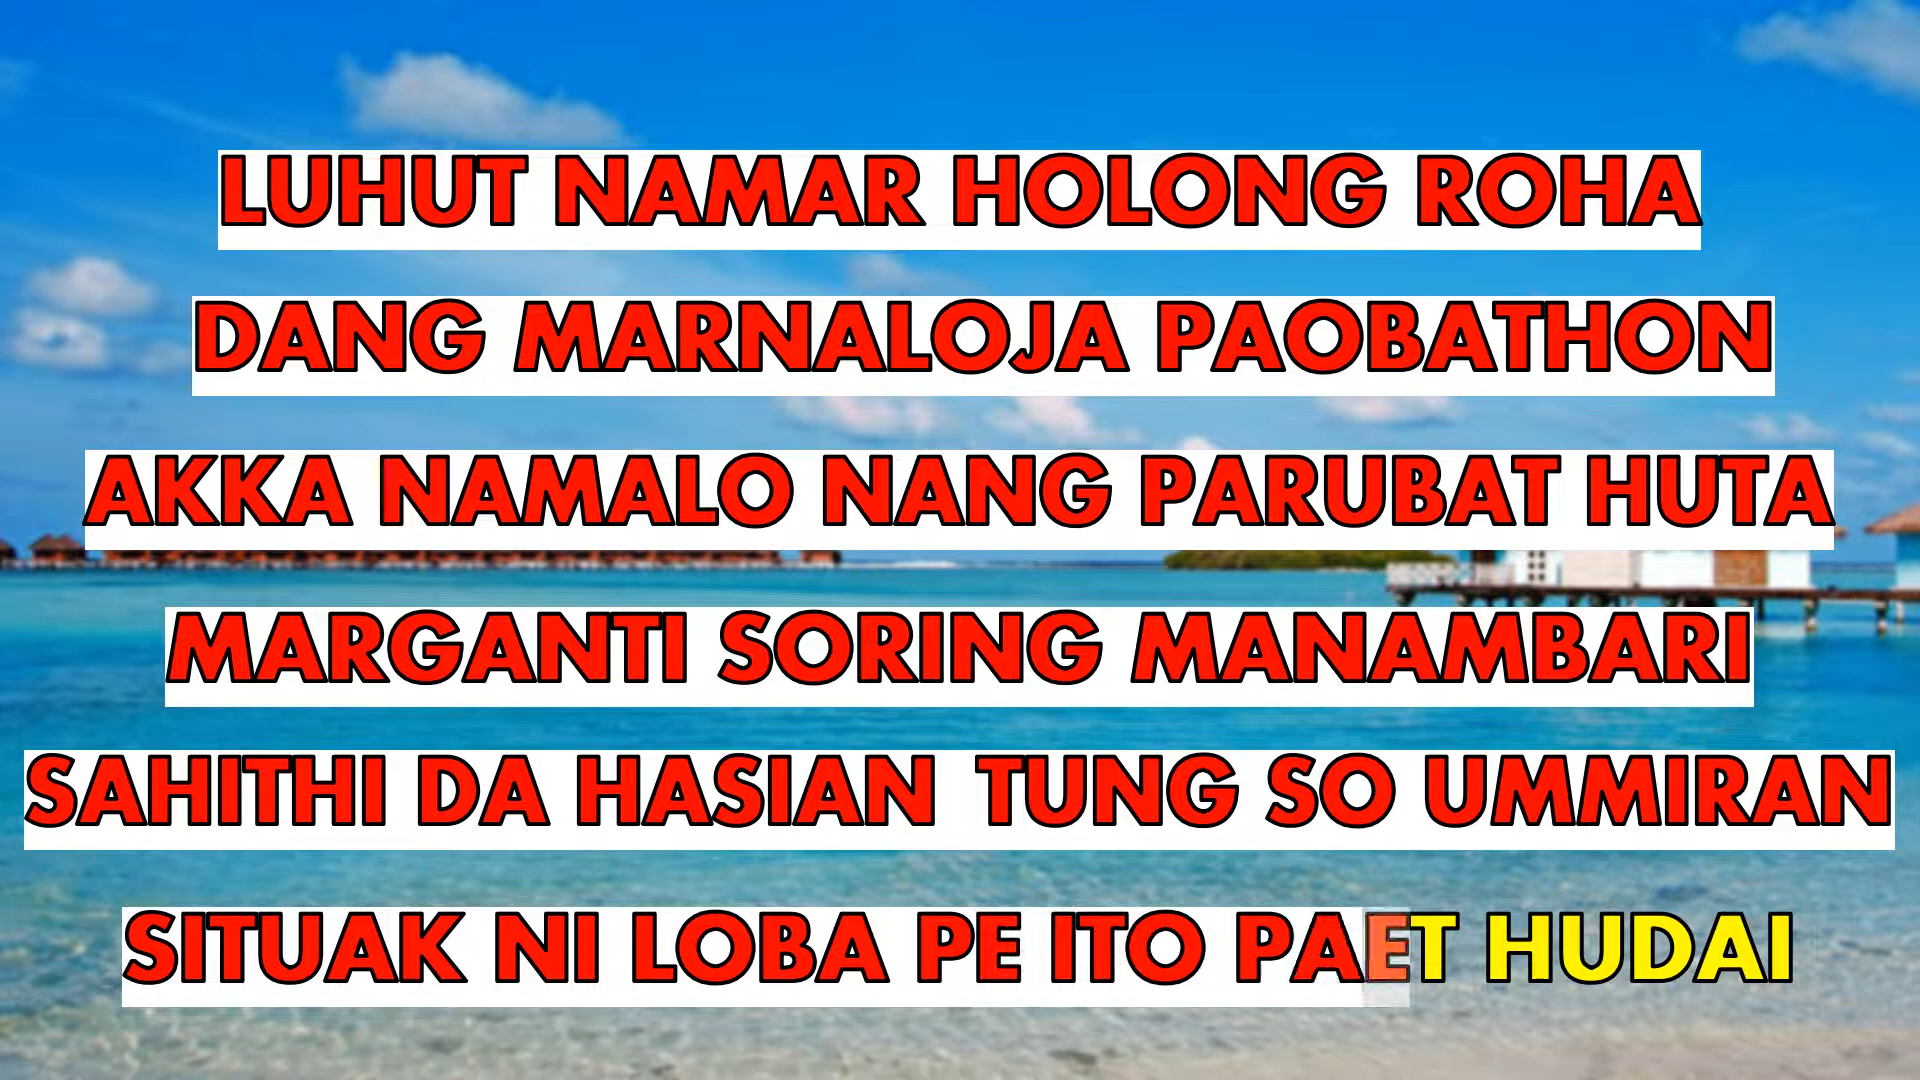 LUHUT NAMAR HOLONG ROHA
DANG MARNALOJA PAOBATHON
AKKA NAMALO NANG PARUBAT HUTA
MARGANTI SORING MANAMBARI
SAHITHI DA HASIAN TUNG SO UMMIRAN
SITUAK NI LOBA PE ITO PAET HUDAI